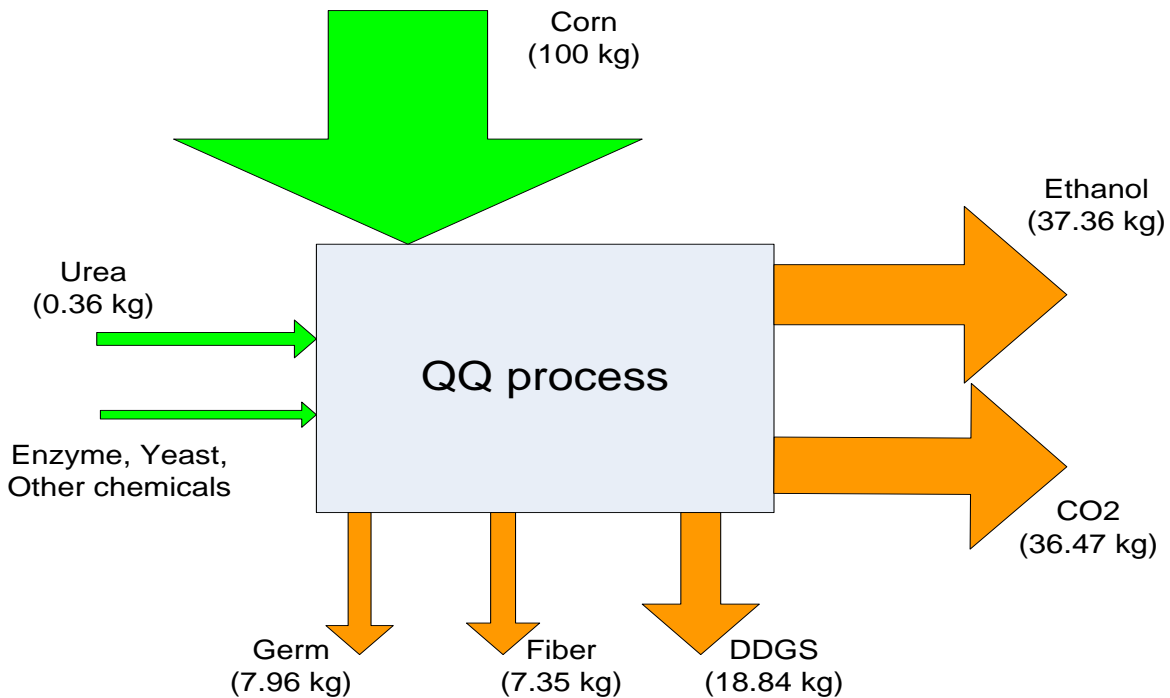 Corn
(100 kg)
Ethanol
(37.36 kg)
Urea
(0.36 kg)
QQ process
Enzyme, Yeast,
Other chemicals
CO2
(36.47 kg)
Germ
(7.96 kg)
Fiber
(7.35 kg)
DDGS
(18.84 kg)